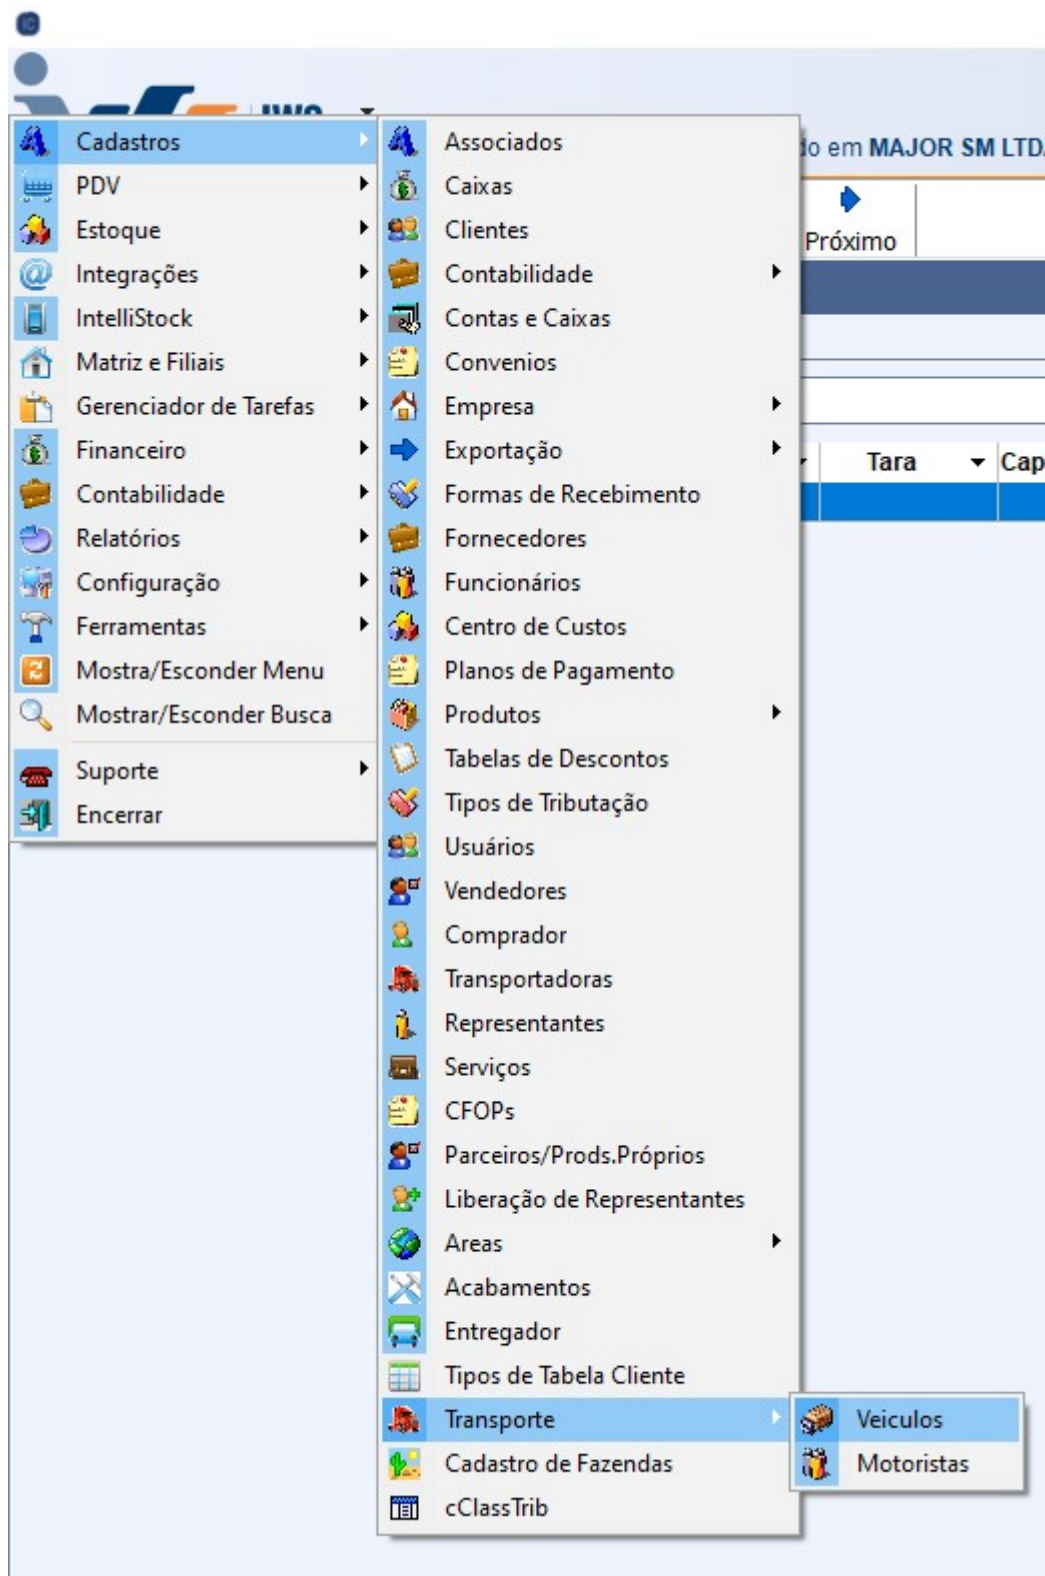 Cadastros
PDV
Estoque
Integrações
IntelliStock
Matriz e Filiais
Gerenciador de Tarefas
Financeiro
Contabilidade
Relatórios
Configuração
Ferramentas
Mostra/Esconder Menu
Mostrar/Esconder Busca
Suporte
Encerrar
Associados
Caixas
Clientes
Contabilidade
Contas e Caixas
Convenios
Empresa
Exportação
Formas de Recebimento
Fornecedores
Funcionários
Centro de Custos
Planos de Pagamento
Produtos
Tabelas de Descontos
Tipos de Tributação
Usuários
Vendedores
Comprador
Transportadoras
Representantes
Serviços
CFOPs
Parceiros/Prods.Próprios
Liberação de Representantes
Areas
Acabamentos
Entregador
Tipos de Tabela Cliente
Transporte
Cadastro de Fazendas
cClassTrib
Veiculos
Motoristas
do em MAJOR SM LTD
Próximo
Tara
Cap